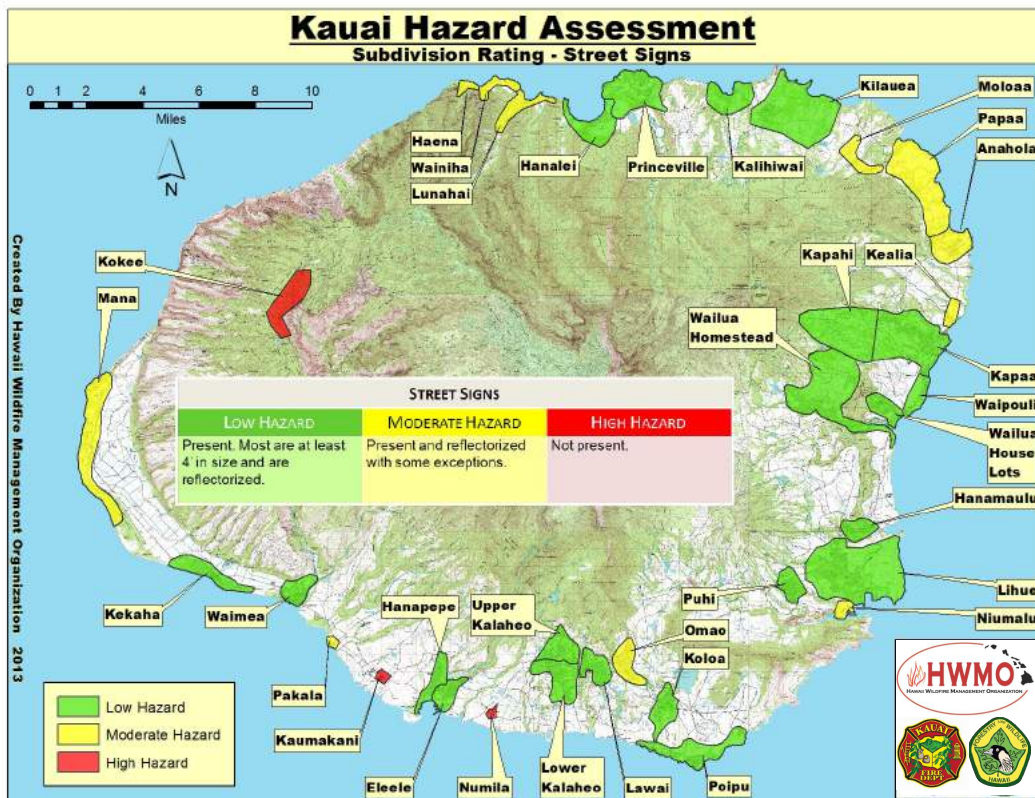 Kauai Hazard Assessment
Subdivision Rating - Street Signs
0 2 4 6 8 10
Miles
N
Haena
Wainiha
Lunahai
Hanalei
Princeville
Kalihiwai
Kilauea
Moloaa
Papaa
Anahola
Kokee
Mana
Kapahi
Kealia
Wailua
Homestead
Kapaa
Waipouli
Wailua
House
Lots
Hanamaulu
STREET SIGNS
LOW HAZARD
MODERATE HAZARD
HIGH HAZARD
Present. Most are at least
4' in size and are
reflectorized.
Present and reflectorized
with some exceptions.
Not present.
Created By Hawaii Wildfire Management Organization 2013
Kekaha
Waimea
Hanapepe
Upper
Kalaheo
Puhi
Omao
Koloa
Lihue
Niumalu
Pakala
Kaumakani
Eleele
Numila
Lower
Kalaheo
Lawai
Poipu
Low Hazard
Moderate Hazard
High Hazard
HWMO
HAWAII WILDFIRE MANAGEMENT ORGANIZATION
KAUAI
FIRE
DEPT
FORESTRY AND WILDLIFE
HAWAII